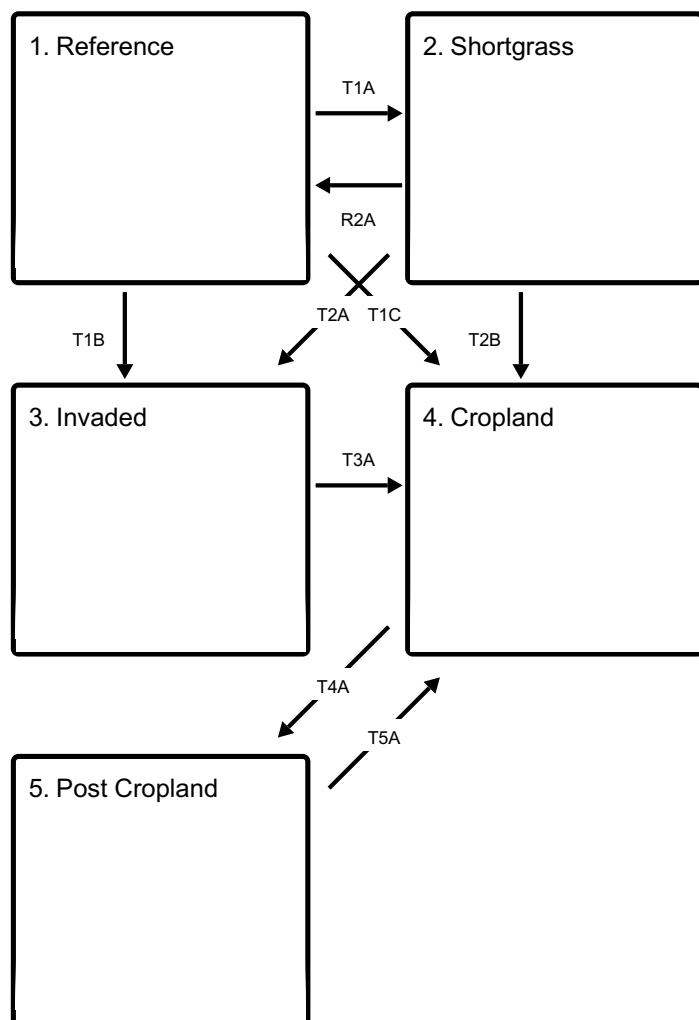 1. Reference
2. Shortgrass
T1A
R2A
T2A
T1C
T1B
T2B
3. Invaded
4. Cropland
T3A
T4A
T5A
5. Post Cropland